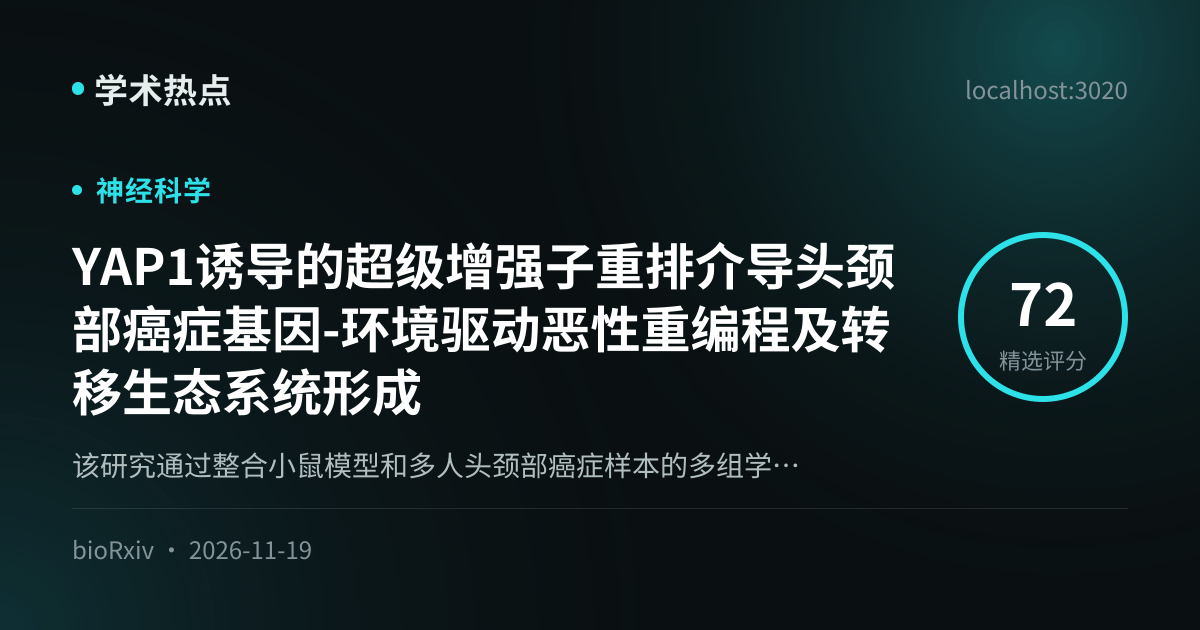 学术热点
localhost:3020
神经科学
YAP1诱导的超级增强子重排介导头颈
部癌症基因-环境驱动恶性重编程及转
移生态系统形成
72
精选评分
该研究通过整合小鼠模型和多人头颈部癌症样本的多组学…
bioRxiv · 2026-11-19